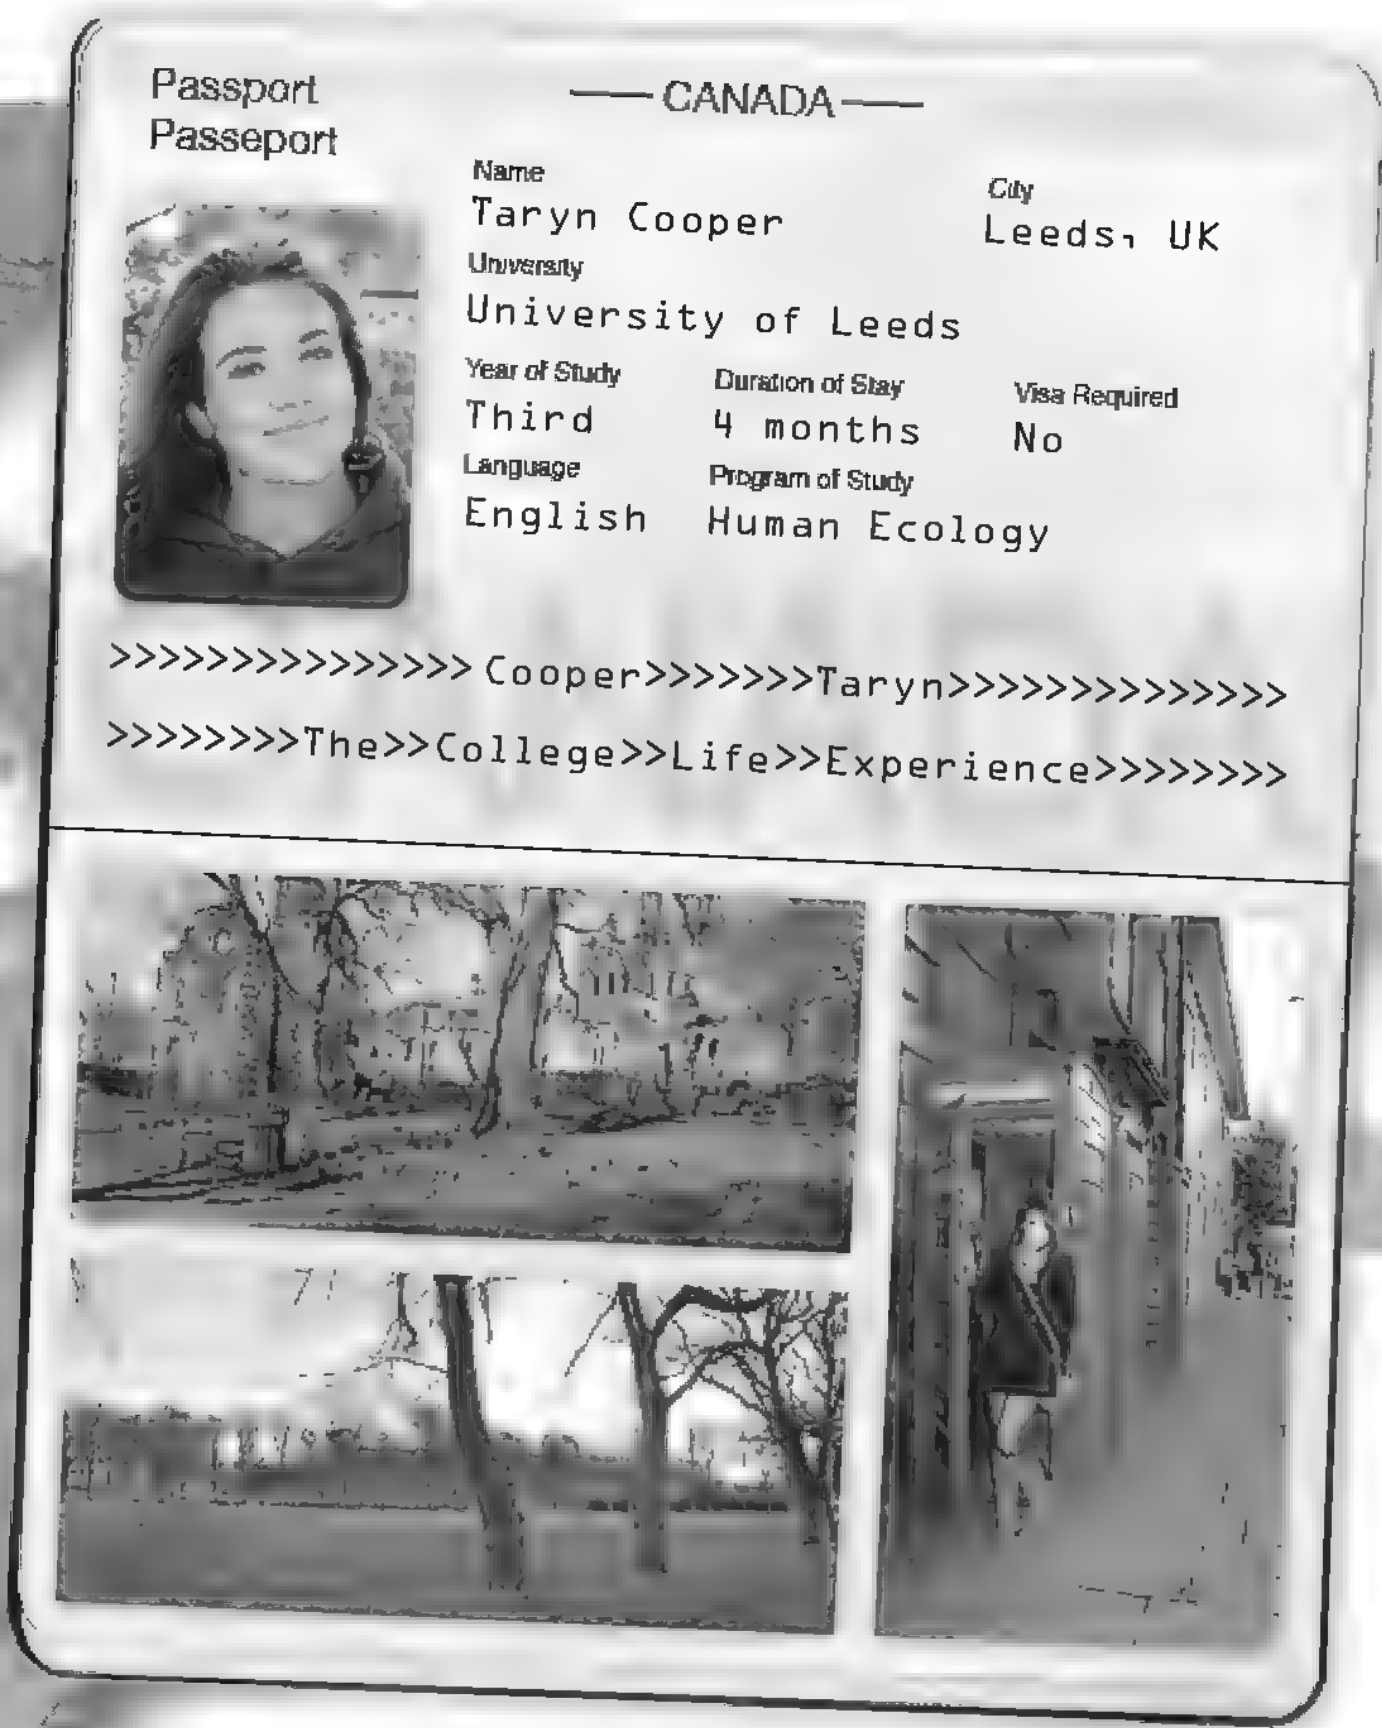 Passport
Passeport
CANADA
Name
Taryn Cooper
City
Leeds, UK
University
University of Leeds
Year of Study
Third
Duration of Stay
4 months
Visa Required
No
Language
English
Program of Study
Human Ecology
>>>>>>>>>>>>>>>Cooper>>>>>>>Taryn>>>>>>>>>>>>>>
>>>>>>>>The>>College>>Life>>Experience>>>>>>>>